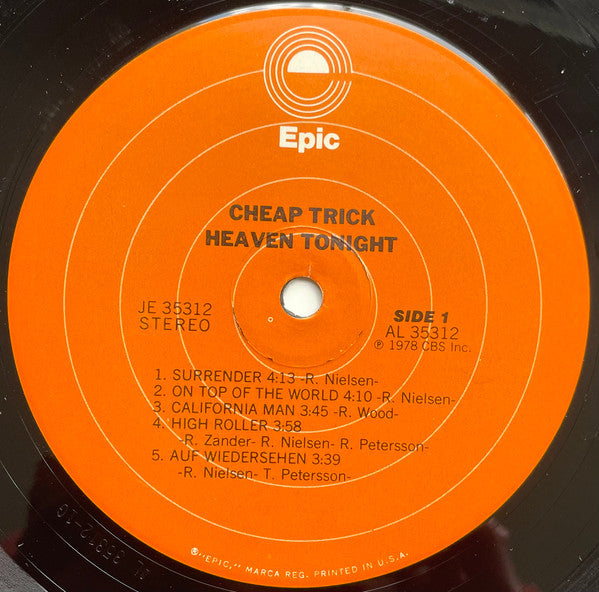 Epic
CHEAP TRICK
HEAVEN TONIGHT
JE 35312
STEREO
SIDE 1
AL 35312
℗ 1978 CBS Inc.
1. SURRENDER 4:13 -R. Nielsen-
2. ON TOP OF THE WORLD 4:10 -R. Nielsen-
3. CALIFORNIA MAN 3:45 -R. Wood-
4. HIGH ROLLER 3:58
-R. Zander- R. Nielsen- R. Petersson-
5. AUF WIEDERSEHEN 3:39
-R. Nielsen- T. Petersson-
®"EPIC," MARCA REG. PRINTED IN U.S.A.